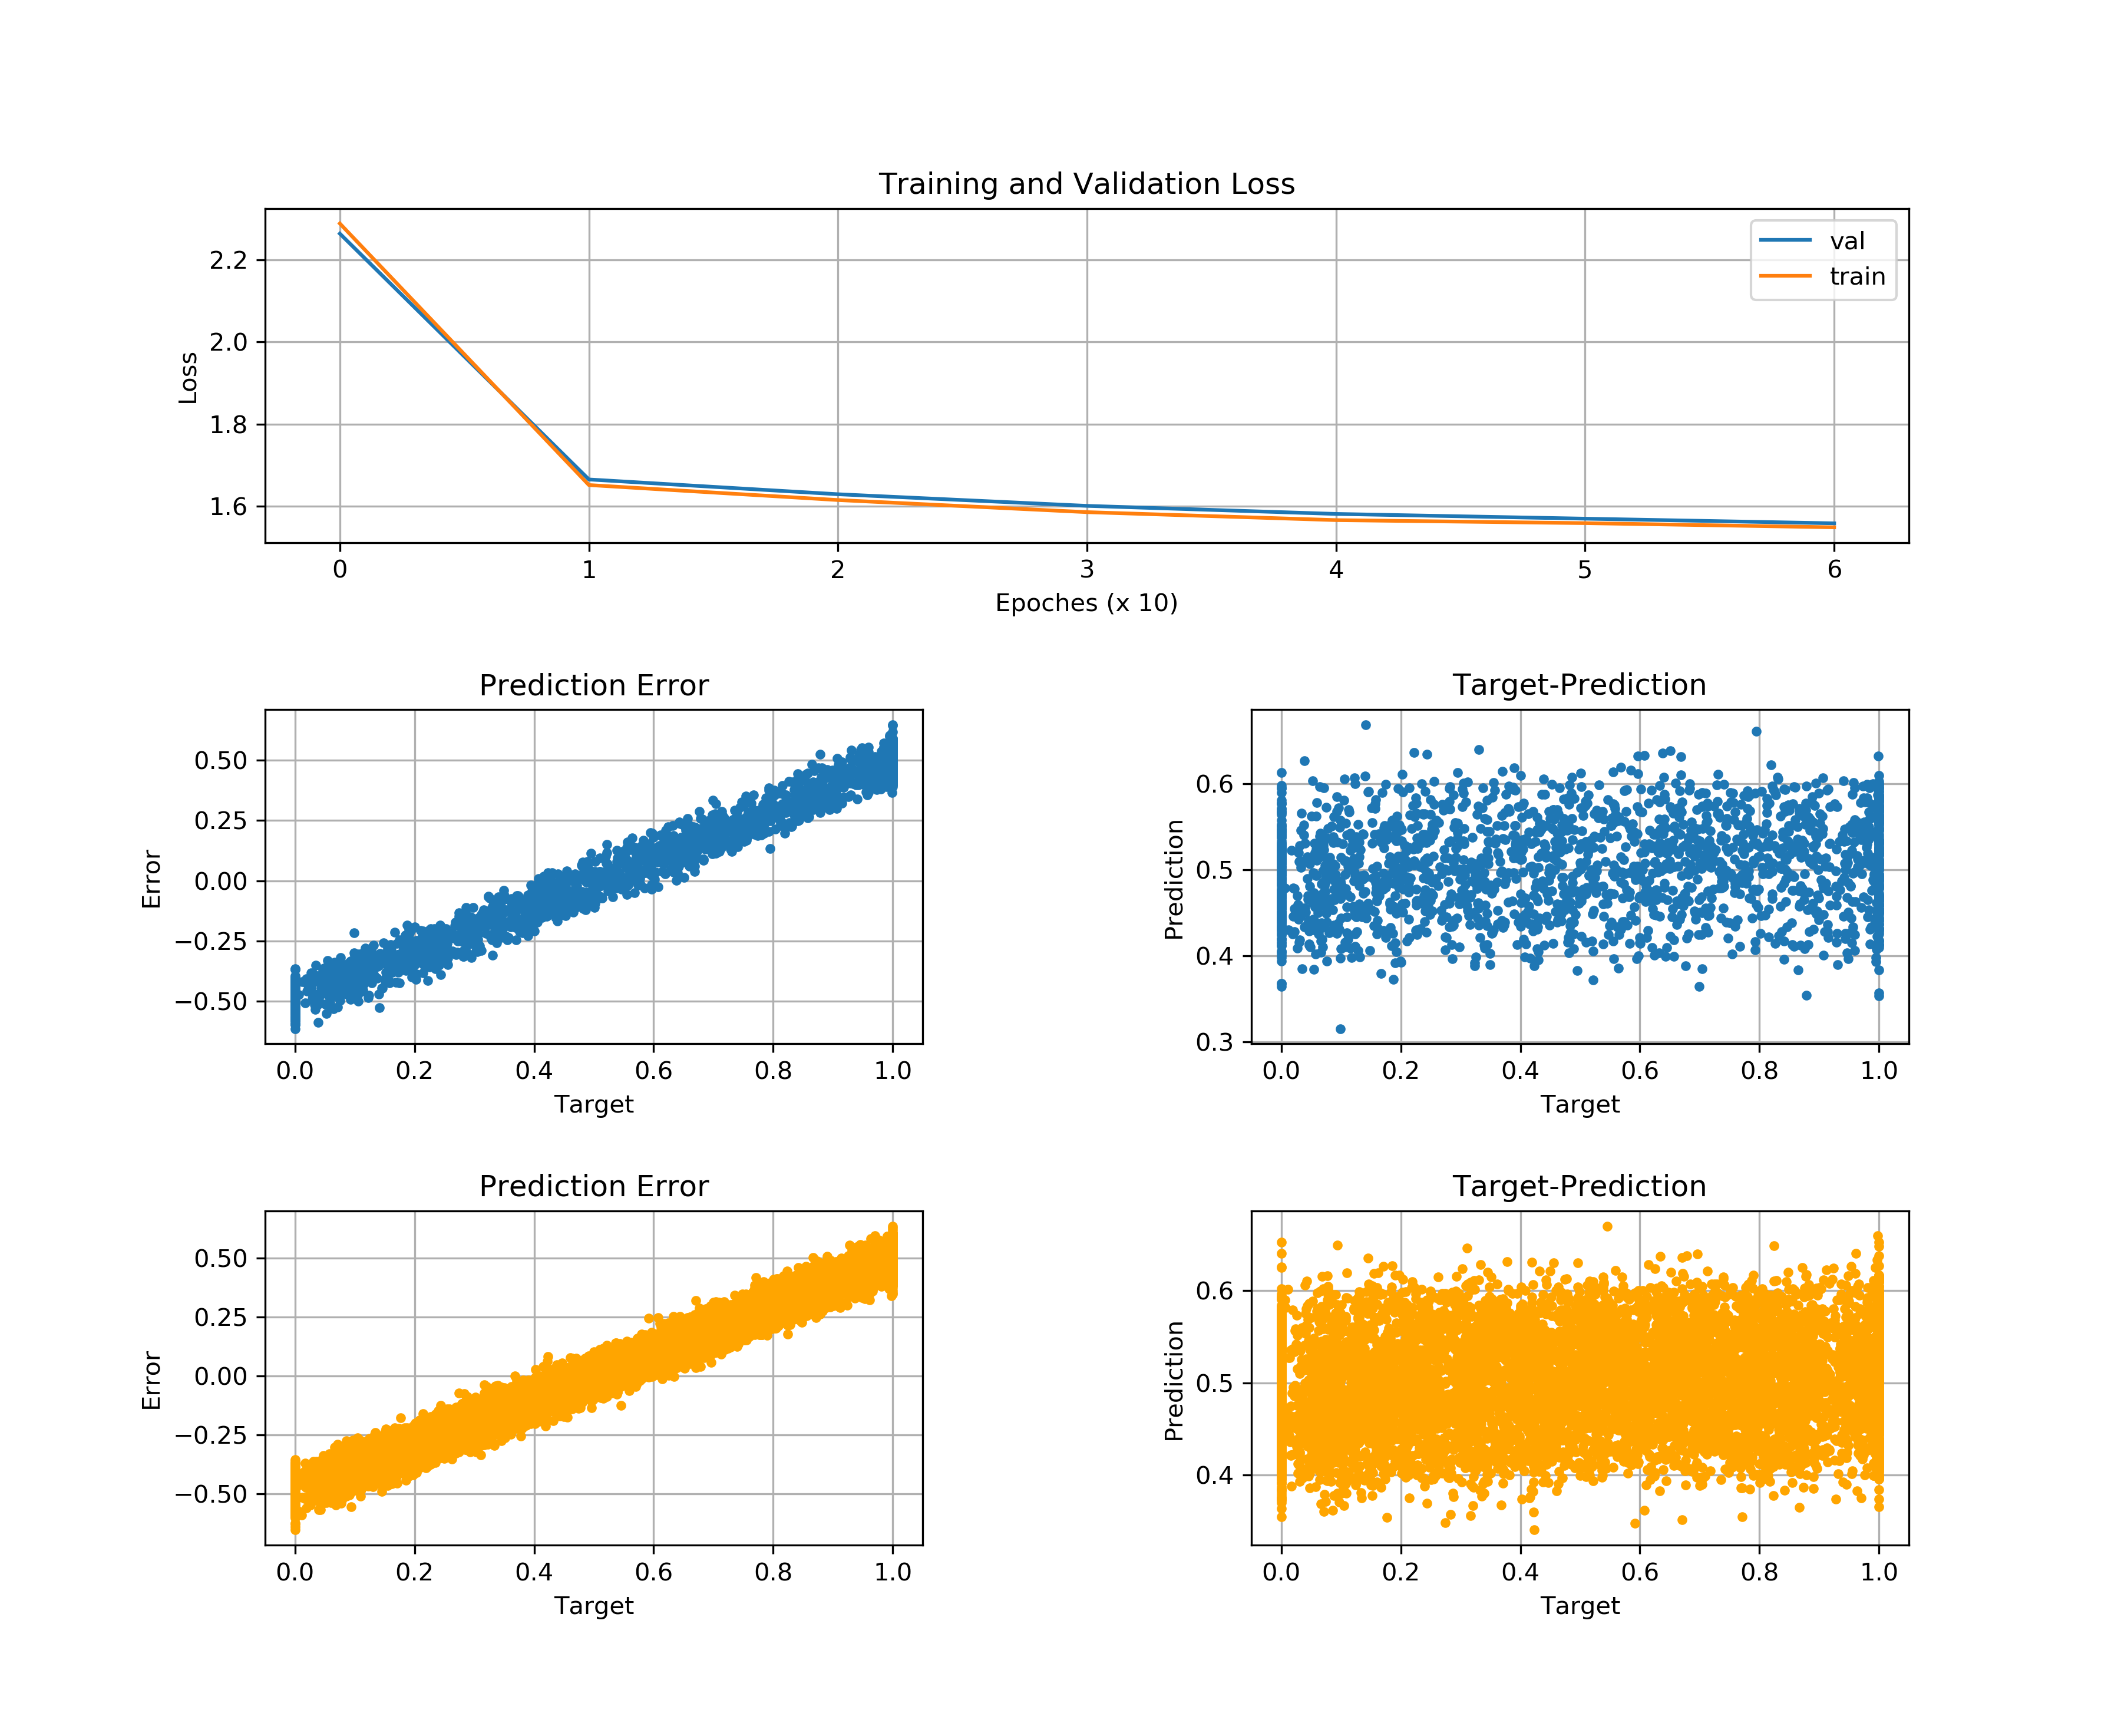 Training and Validation Loss
Loss
2.2
2.0
1.8
1.6
val
train
0 1 2 3 4 5 6
Epoches (x 10)
Prediction Error
Error
0.50
0.25
0.00
−0.25
−0.50
0.0 0.2 0.4 0.6 0.8 1.0
Target
Target-Prediction
Prediction
0.6
0.5
0.4
0.3
0.0 0.2 0.4 0.6 0.8 1.0
Target
Prediction Error
Error
0.50
0.25
0.00
−0.25
−0.50
0.0 0.2 0.4 0.6 0.8 1.0
Target
Target-Prediction
Prediction
0.6
0.5
0.4
0.0 0.2 0.4 0.6 0.8 1.0
Target